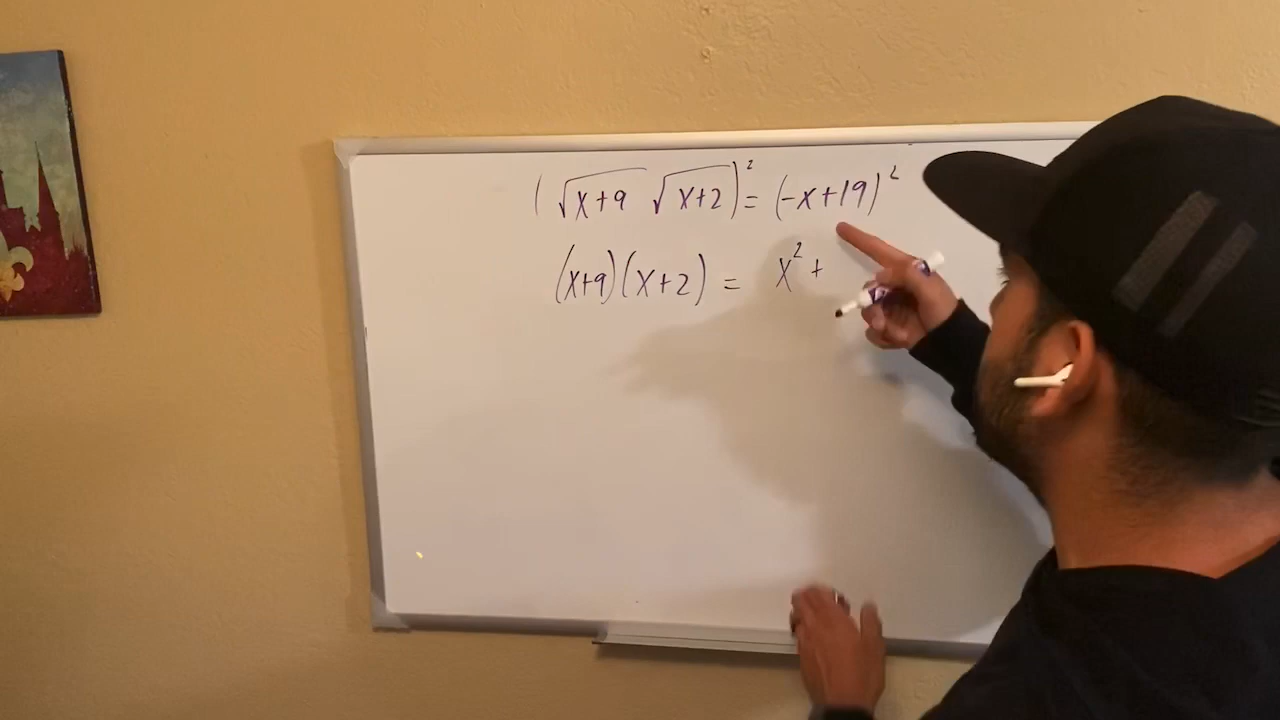 (√x+9 √x+2)² = (-x+19)²
(x+9)(x+2) = x² +